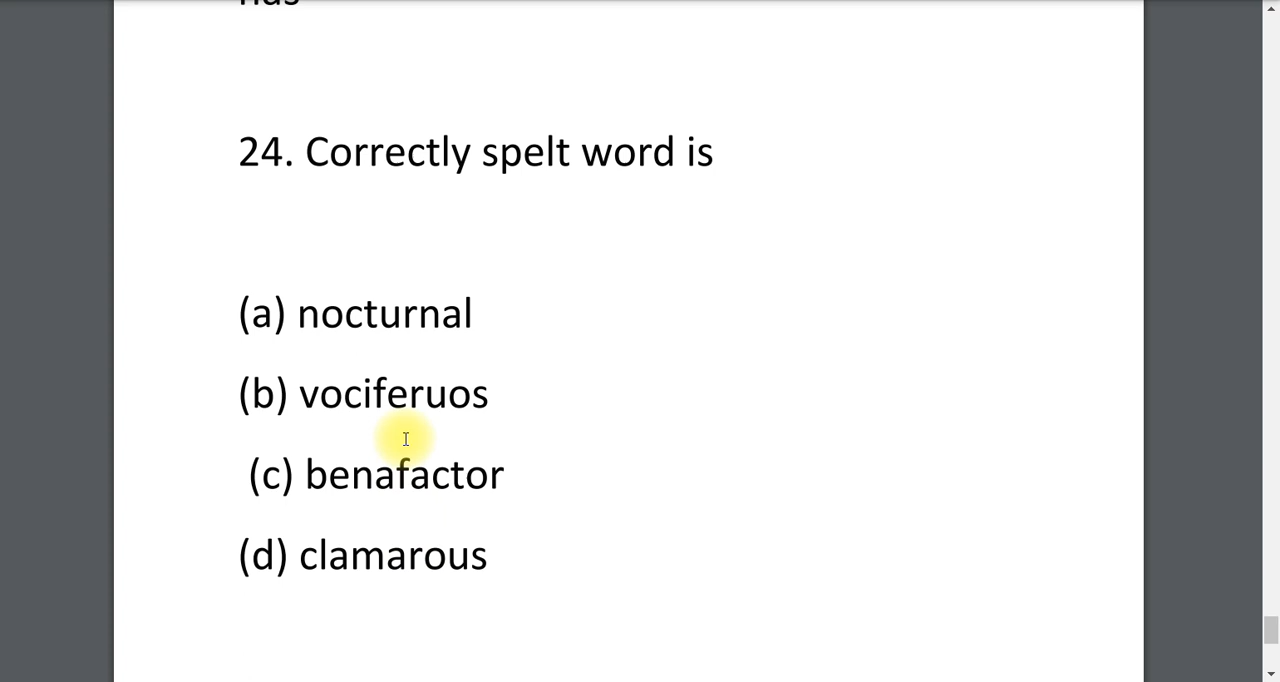 24. Correctly spelt word is
(a) nocturnal
(b) vociferuos
(c) benafactor
(d) clamarous